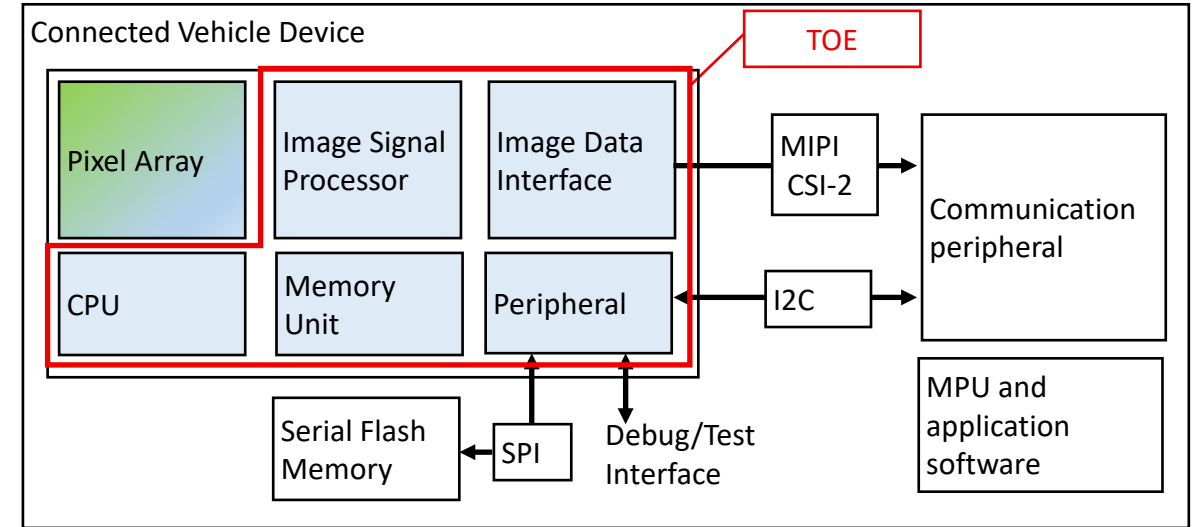 Connected Vehicle Device
TOE
Pixel Array
Image Signal
Processor
Image Data
Interface
MIPI
CSI-2
Communication
peripheral
CPU
Memory
Unit
Peripheral
I2C
Serial Flash
Memory
SPI
Debug/Test
Interface
MPU and
application
software